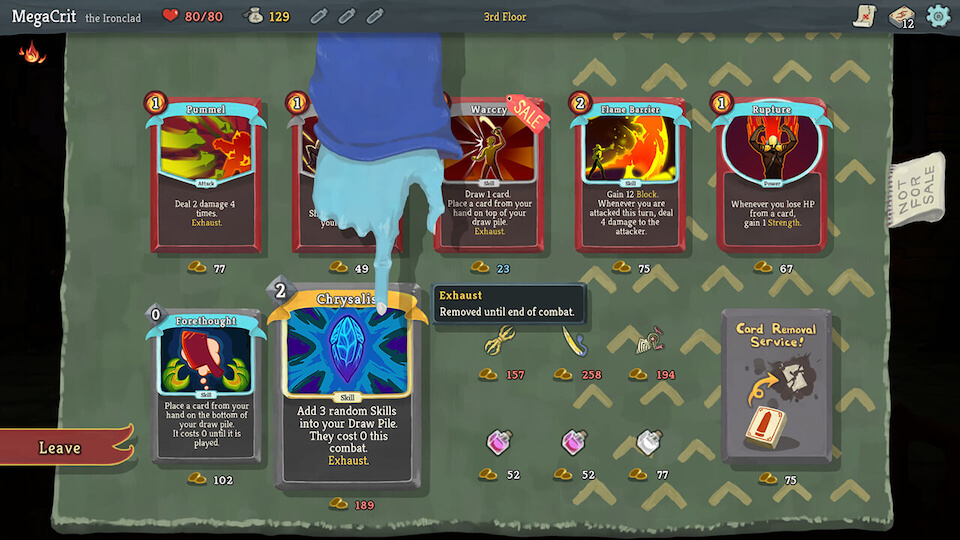 MegaCrit the Ironclad 80/80 129 3rd Floor 12
NOT FOR SALE
1 Pummel
Attack
Deal 2 damage 4
times.
Exhaust.
77
1
49
Warcry SALE
Skill
Draw 1 card.
Place a card from your
hand on top of your
draw pile.
Exhaust.
23
2 Flame Barrier
Skill
Gain 12 Block.
Whenever you are
attacked this turn, deal
4 damage to the
attacker.
75
1 Rupture
Power
Whenever you lose HP
from a card,
gain 1 Strength.
67
0 Forethought
Skill
Place a card from your
hand on the bottom of
your draw pile.
It costs 0 until it is
played.
102
2 Chrysalis
Skill
Add 3 random Skills
into your Draw Pile.
They cost 0 this
combat.
Exhaust.
189
Exhaust
Removed until end of combat.
157 258 194
52 52 77
Card Removal
Service!
75
Leave